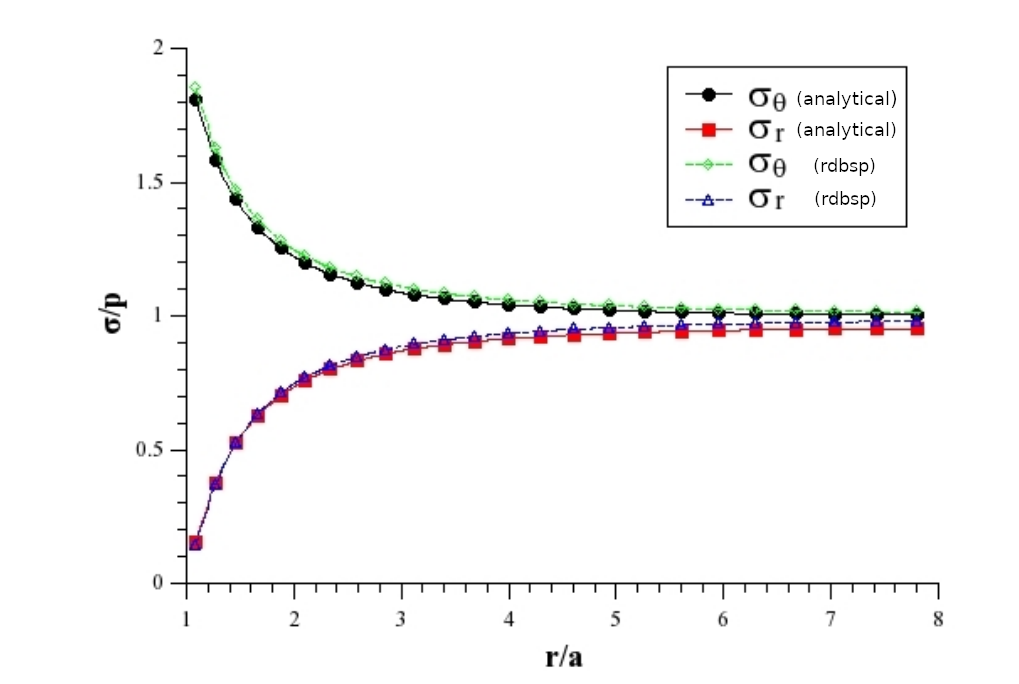 2
1.5
1
0.5
0
σ/p
1 2 3 4 5 6 7 8
r/a
σθ (analytical)
σr (analytical)
σθ (rdbsp)
σr (rdbsp)